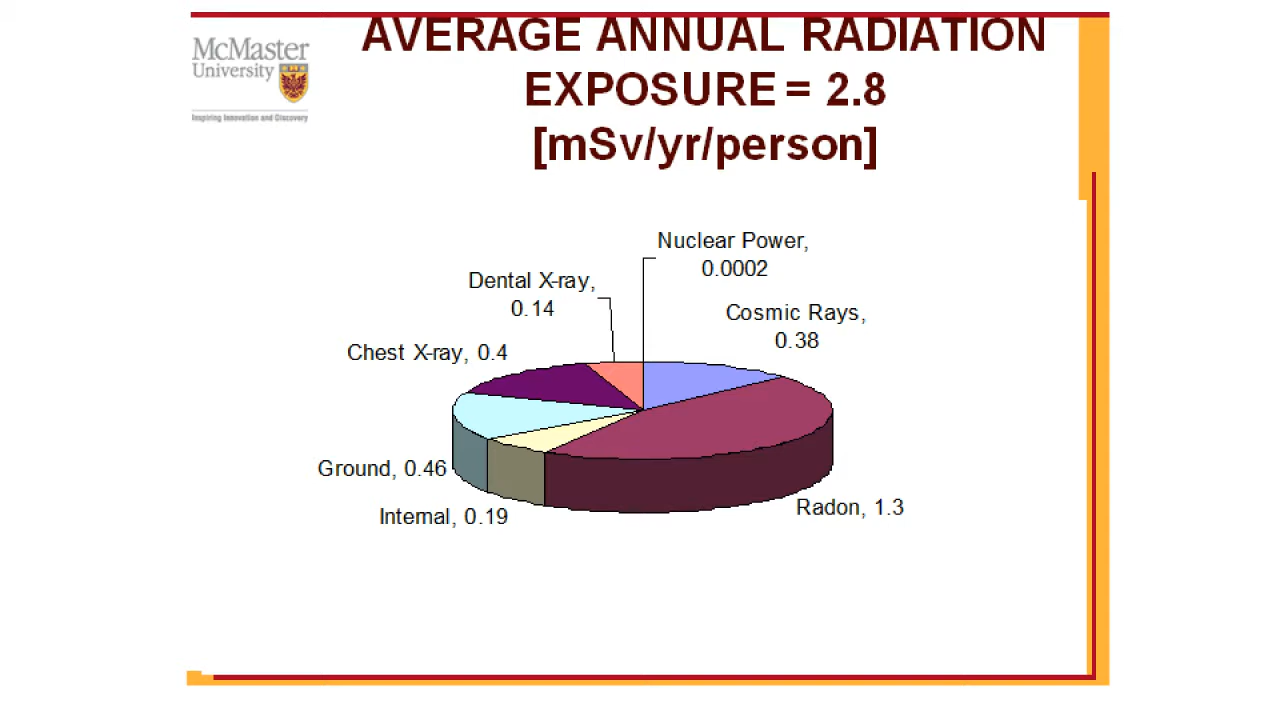 AVERAGE ANNUAL RADIATION
EXPOSURE = 2.8
[mSv/yr/person]
McMaster
University
Inspiring Innovation and Discovery
Nuclear Power,
0.0002
Dental X-ray,
0.14
Cosmic Rays,
0.38
Chest X-ray, 0.4
Ground, 0.46
Internal, 0.19
Radon, 1.3